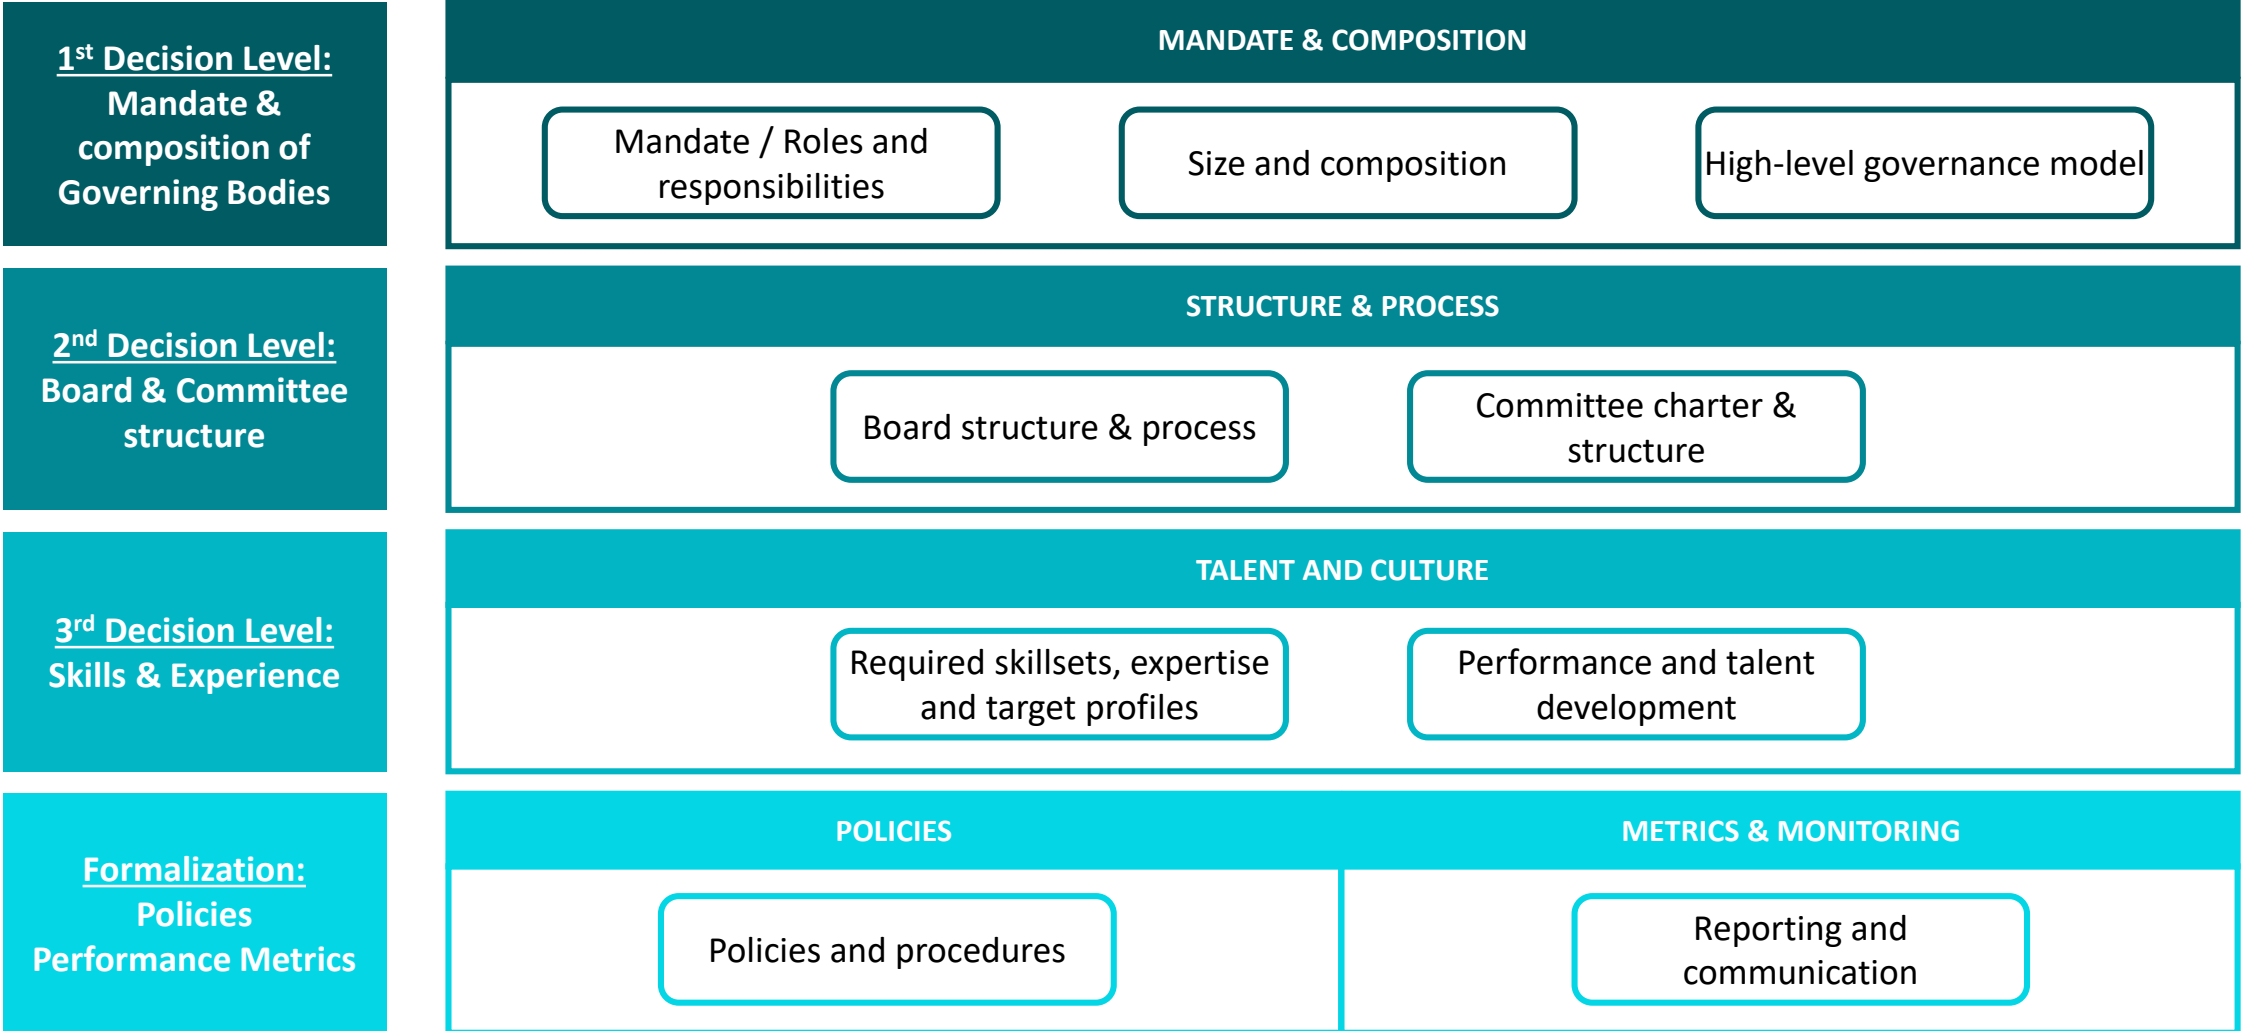 1st Decision Level:
Mandate &
composition of
Governing Bodies
MANDATE & COMPOSITION
Mandate / Roles and
responsibilities
Size and composition
High-level governance model
2nd Decision Level:
Board & Committee
structure
STRUCTURE & PROCESS
Board structure & process
Committee charter &
structure
3rd Decision Level:
Skills & Experience
TALENT AND CULTURE
Required skillsets, expertise
and target profiles
Performance and talent
development
Formalization:
Policies
Performance Metrics
POLICIES
Policies and procedures
METRICS & MONITORING
Reporting and
communication